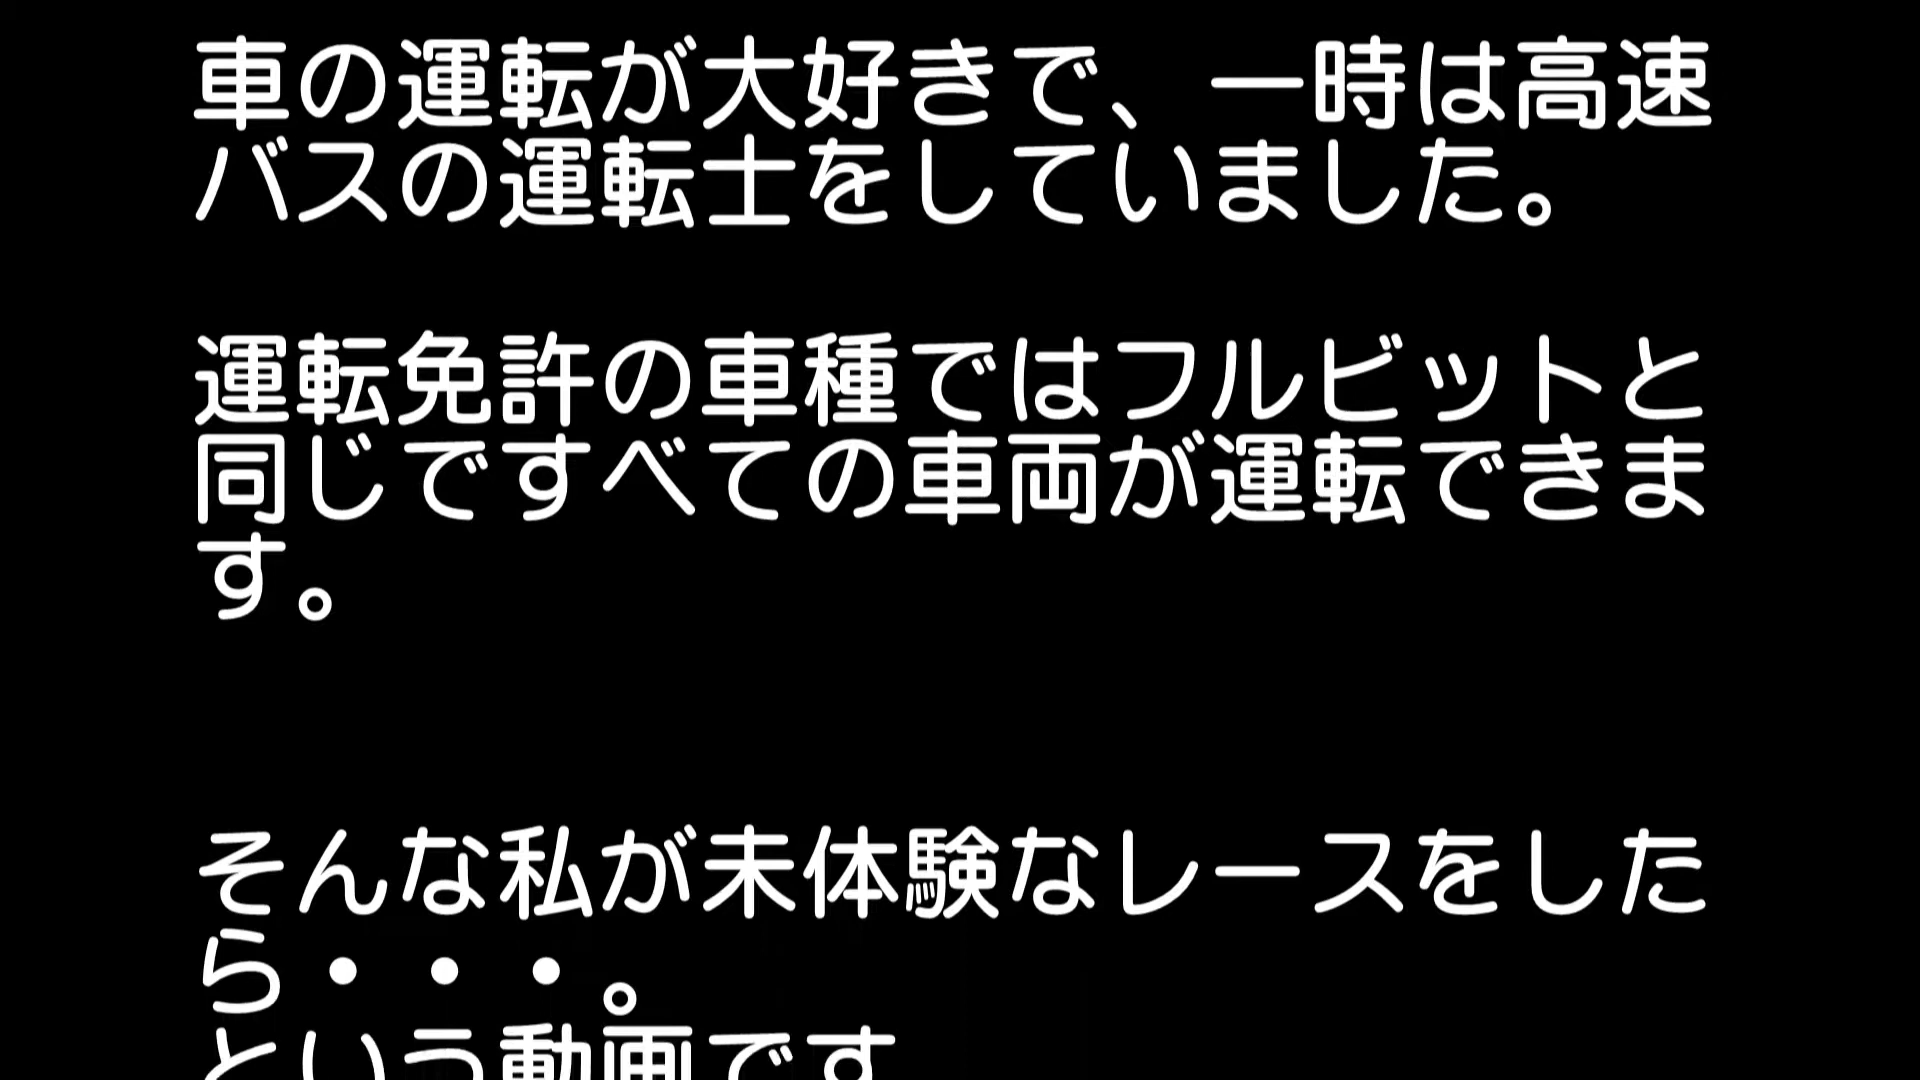 車の運転が大好きで、一時は高速
バスの運転士をしていました。
運転免許の車種ではフルビットと
同じですべての車両が運転できま
す。
そんな私が未体験なレースをした
ら・・・。
という動画です